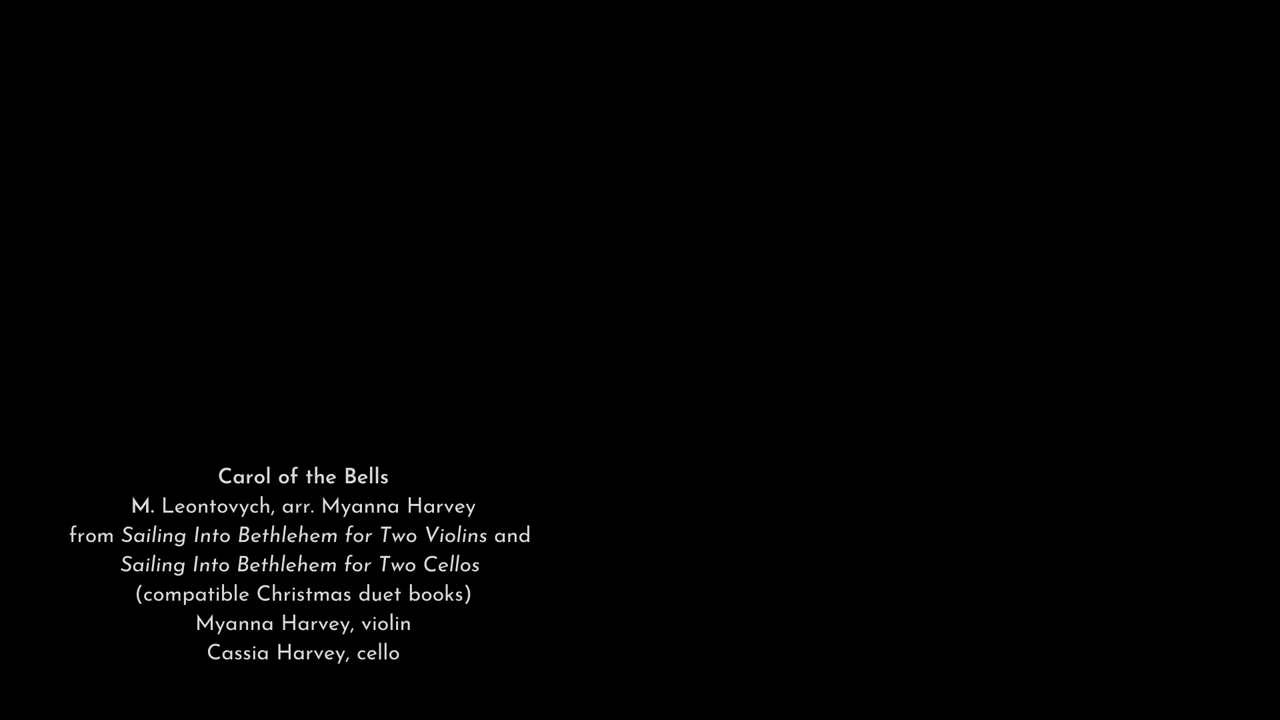 Carol of the Bells
M. Leontovych, arr. Myanna Harvey
from Sailing Into Bethlehem for Two Violins and
Sailing Into Bethlehem for Two Cellos
(compatible Christmas duet books)
Myanna Harvey, violin
Cassia Harvey, cello